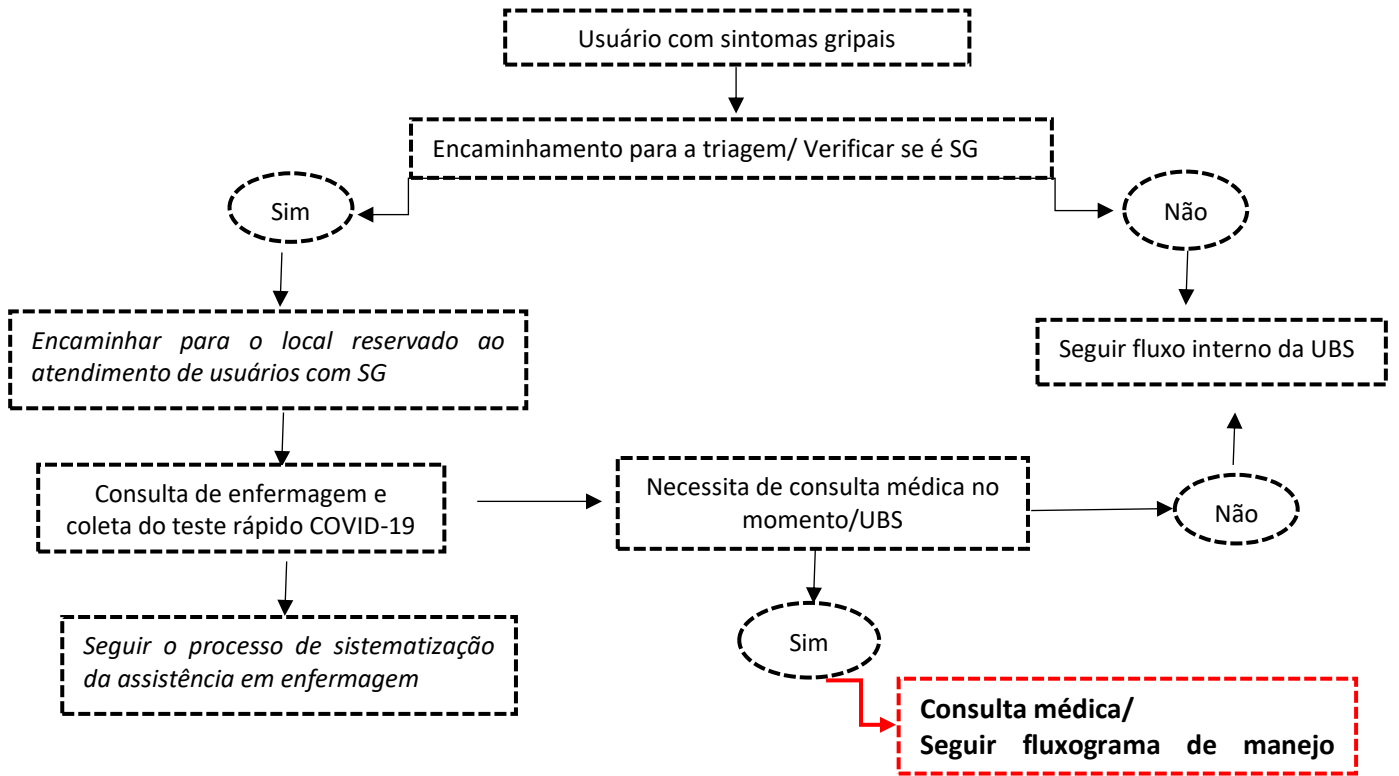 Usuário com sintomas gripais
Encaminhamento para a triagem/ Verificar se é SG
Sim
Não
Encaminhar para o local reservado ao
atendimento de usuários com SG
Seguir fluxo interno da UBS
Consulta de enfermagem e
coleta do teste rápido COVID-19
Necessita de consulta médica no
momento/UBS
Não
Seguir o processo de sistematização
da assistência em enfermagem
Sim
Consulta médica/
Seguir fluxograma de manejo